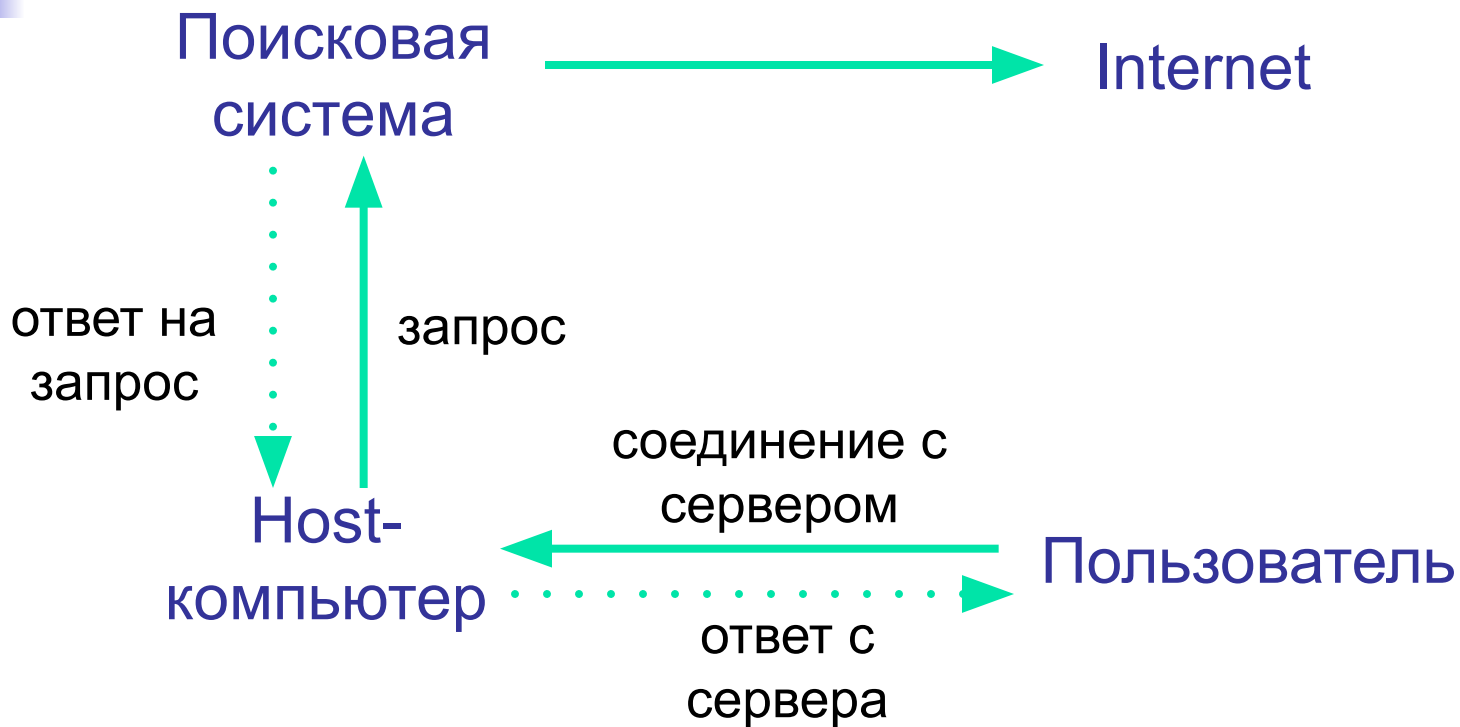 Поисковая
система
Internet
ответ на
запрос
запрос
соединение с
сервером
Host-
компьютер
Пользователь
ответ с
сервера